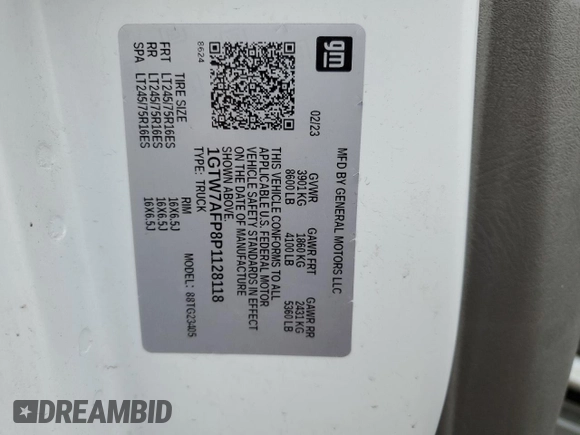 gm
MFD BY GENERAL MOTORS LLC
02/23
GVWR GAWR FRT GAWR RR
3901 KG 1860 KG 2431 KG
8600 LB 4100 LB 5360 LB
THIS VEHICLE CONFORMS TO ALL
APPLICABLE U.S. FEDERAL MOTOR
VEHICLE SAFETY STANDARDS IN EFFECT
ON THE DATE OF MANUFACTURE
SHOWN ABOVE.
1GTW7AFP8P1128118
TYPE: TRUCK
MODEL: 88TG23405
8624
TIRE SIZE RIM
FRT LT245/75R16ES 16X6.5J
RR LT245/75R16ES 16X6.5J
SPA LT245/75R16ES 16X6.5J
DREAMBID